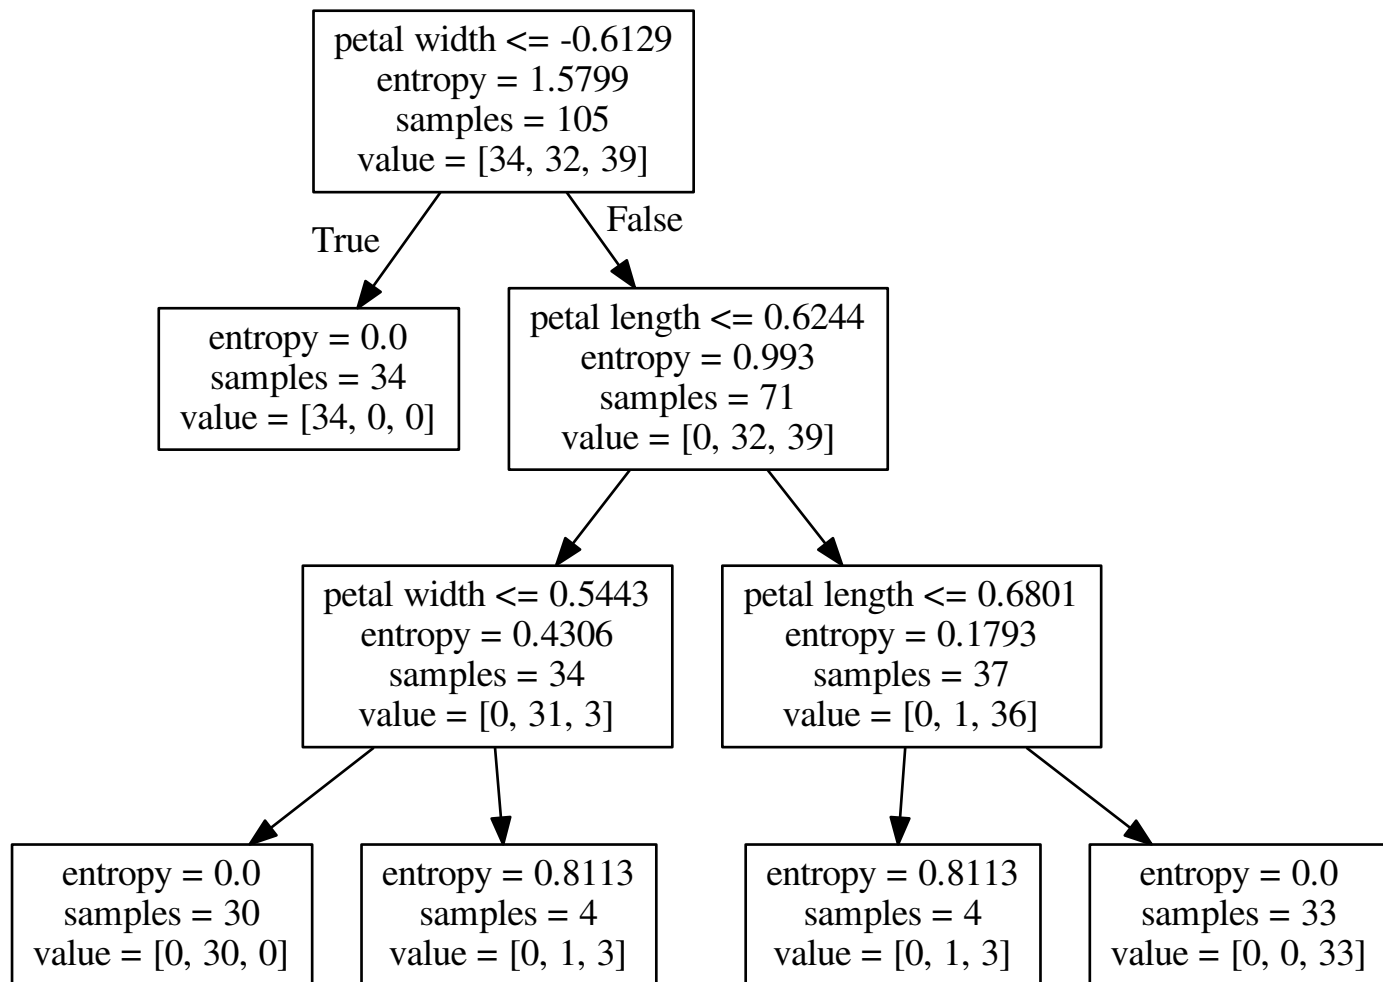 petal width <= -0.6129
entropy = 1.5799
samples = 105
value = [34, 32, 39]
True
False
entropy = 0.0
samples = 34
value = [34, 0, 0]
petal length <= 0.6244
entropy = 0.993
samples = 71
value = [0, 32, 39]
petal width <= 0.5443
entropy = 0.4306
samples = 34
value = [0, 31, 3]
petal length <= 0.6801
entropy = 0.1793
samples = 37
value = [0, 1, 36]
entropy = 0.0
samples = 30
value = [0, 30, 0]
entropy = 0.8113
samples = 4
value = [0, 1, 3]
entropy = 0.8113
samples = 4
value = [0, 1, 3]
entropy = 0.0
samples = 33
value = [0, 0, 33]